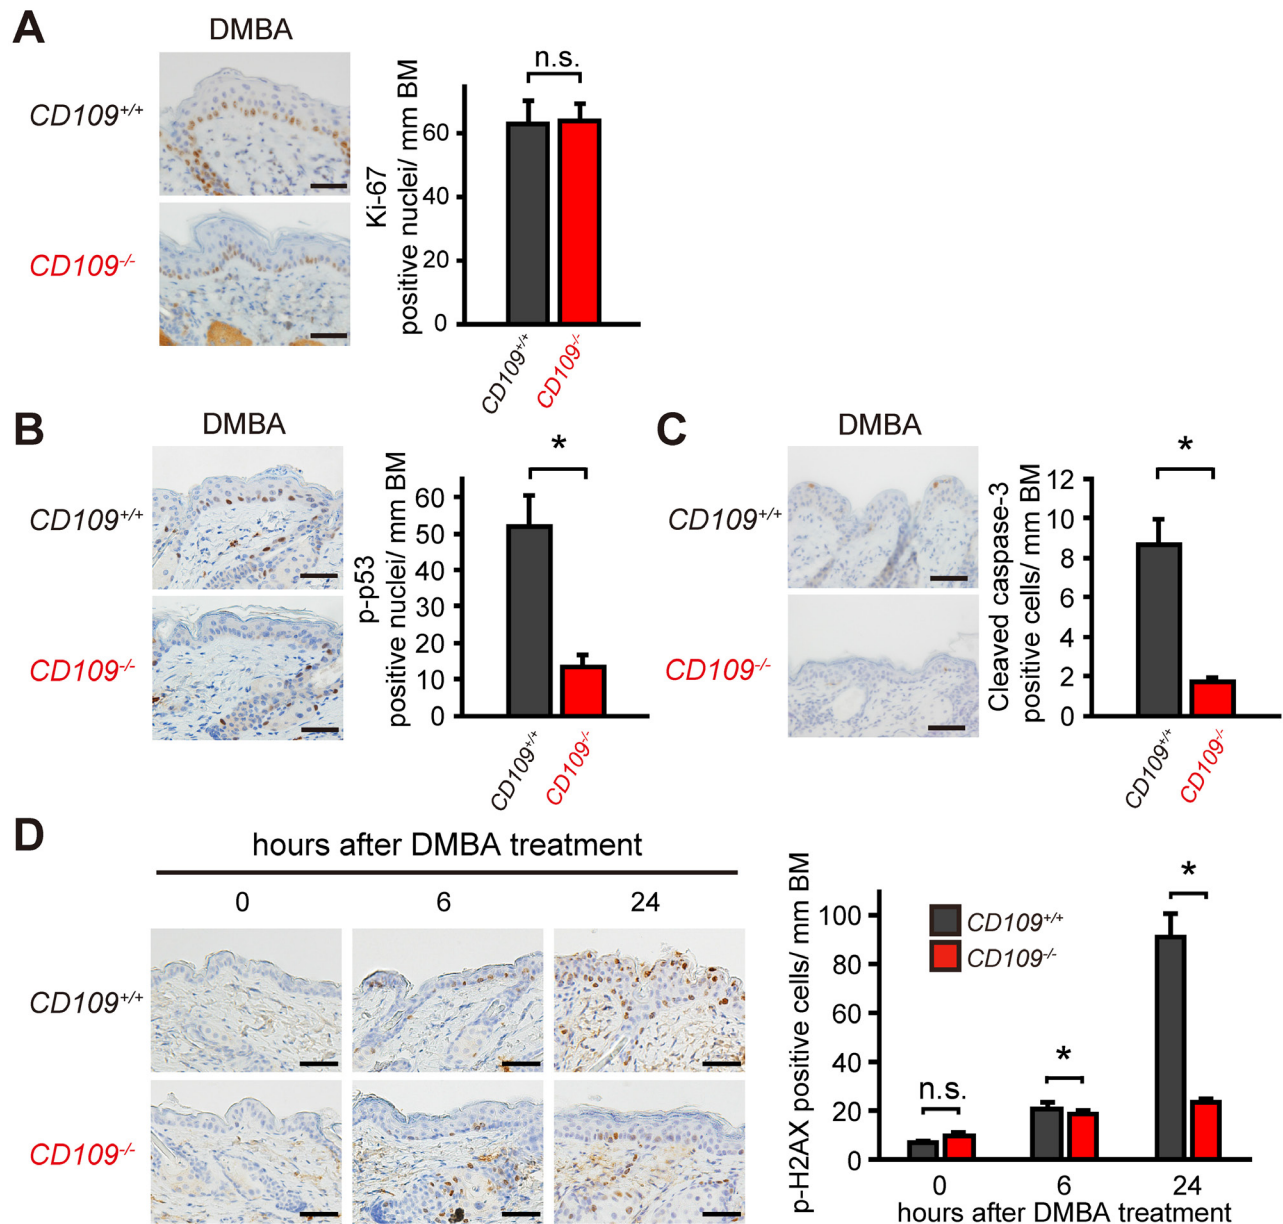 A
DMBA
CD109+/+
CD109-/-
Ki-67
positive nuclei/ mm BM
60
40
20
0
n.s.
CD109+/+
CD109-/-
B
DMBA
CD109+/+
CD109-/-
p-p53
positive nuclei/ mm BM
60
50
40
30
20
10
0
*
CD109+/+
CD109-/-
C
DMBA
CD109+/+
CD109-/-
Cleaved caspase-3
positive cells/ mm BM
12
10
8
6
4
2
0
*
CD109+/+
CD109-/-
D
hours after DMBA treatment
0 6 24
CD109+/+
CD109-/-
p-H2AX positive cells/ mm BM
100
80
60
40
20
0
CD109+/+
CD109-/-
n.s.
*
*
0 6 24
hours after DMBA treatment